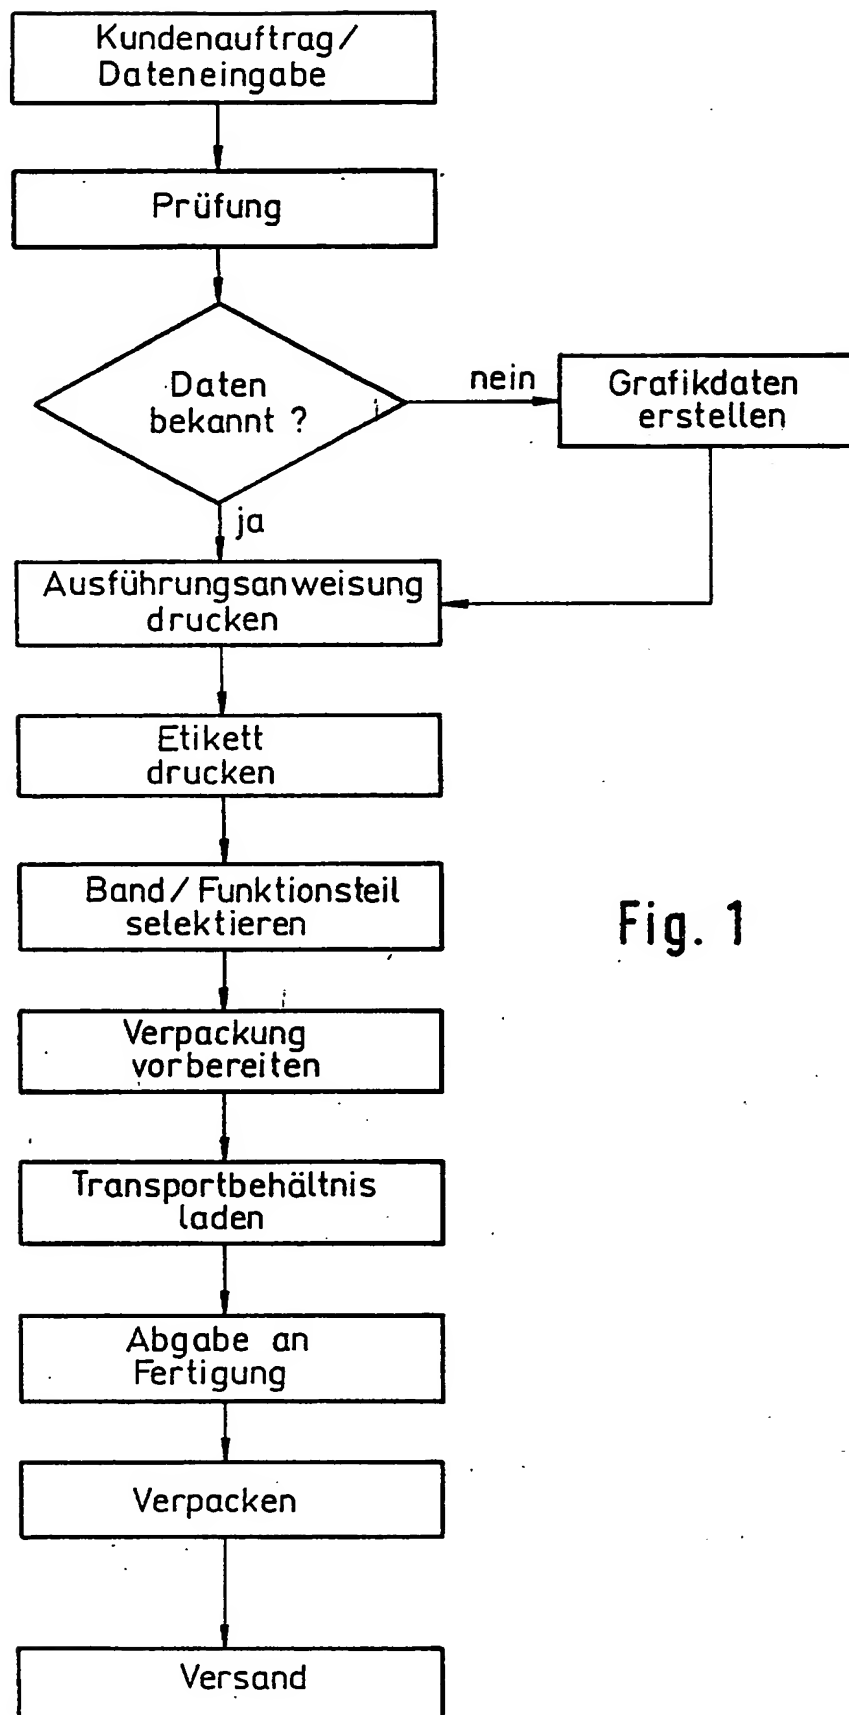 Kundenauftrag/
Dateneingabe
Prüfung
Daten
bekannt ?
nein
Grafikdaten
erstellen
ja
Ausführungsanweisung
drucken
Etikett
drucken
Band/Funktionsteil
selektieren
Fig. 1
Verpackung
vorbereiten
Transportbehältnis
laden
Abgabe an
Fertigung
Verpacken
Versand